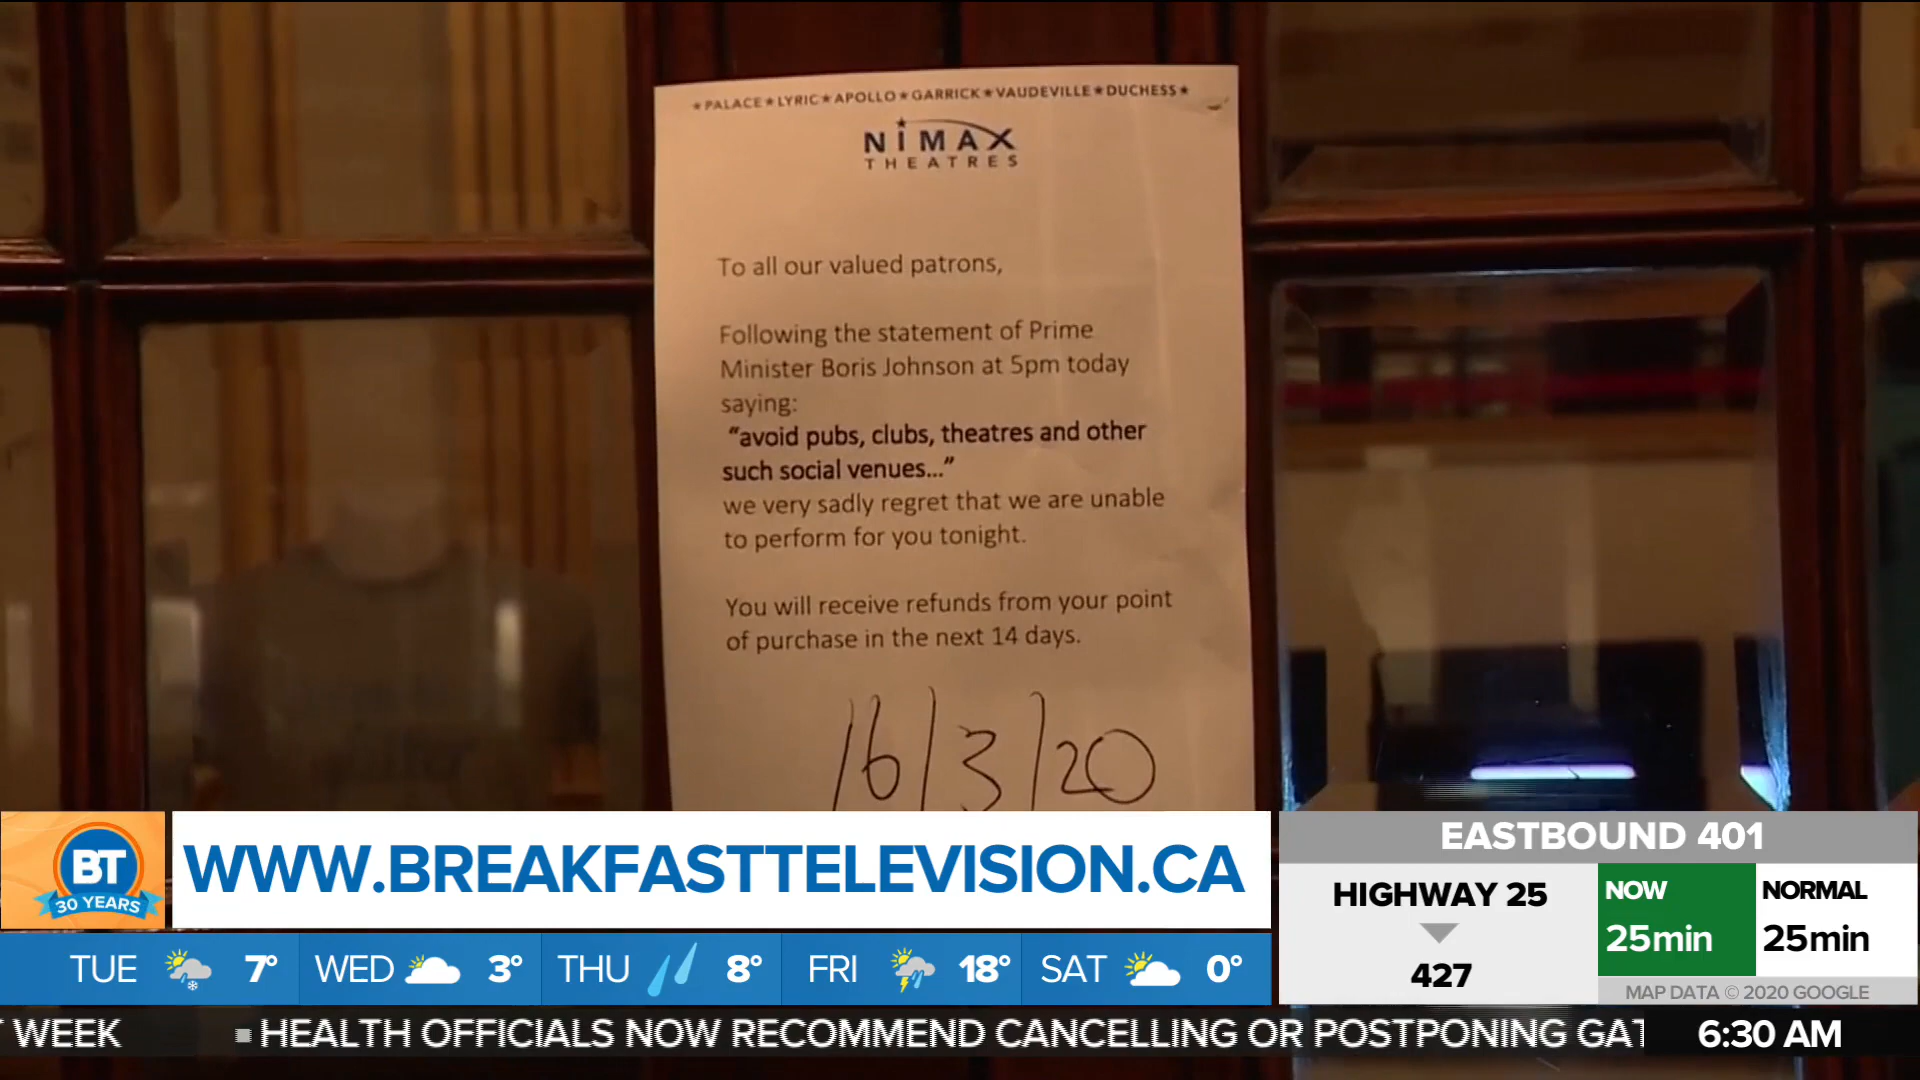 ★PALACE★LYRIC★APOLLO★GARRICK★VAUDEVILLE★DUCHESS★
NIMAX
THEATRES
To all our valued patrons,
Following the statement of Prime
Minister Boris Johnson at 5pm today
saying:
“avoid pubs, clubs, theatres and other
such social venues...”
we very sadly regret that we are unable
to perform for you tonight.
You will receive refunds from your point
of purchase in the next 14 days.
16/3/20
BT
30 YEARS
WWW.BREAKFASTTELEVISION.CA
EASTBOUND 401
HIGHWAY 25
427
NOW
25min
NORMAL
25min
MAP DATA © 2020 GOOGLE
TUE 7° WED 3° THU 8° FRI 18° SAT 0°
WEEK ■ HEALTH OFFICIALS NOW RECOMMEND CANCELLING OR POSTPONING 6:30 AM